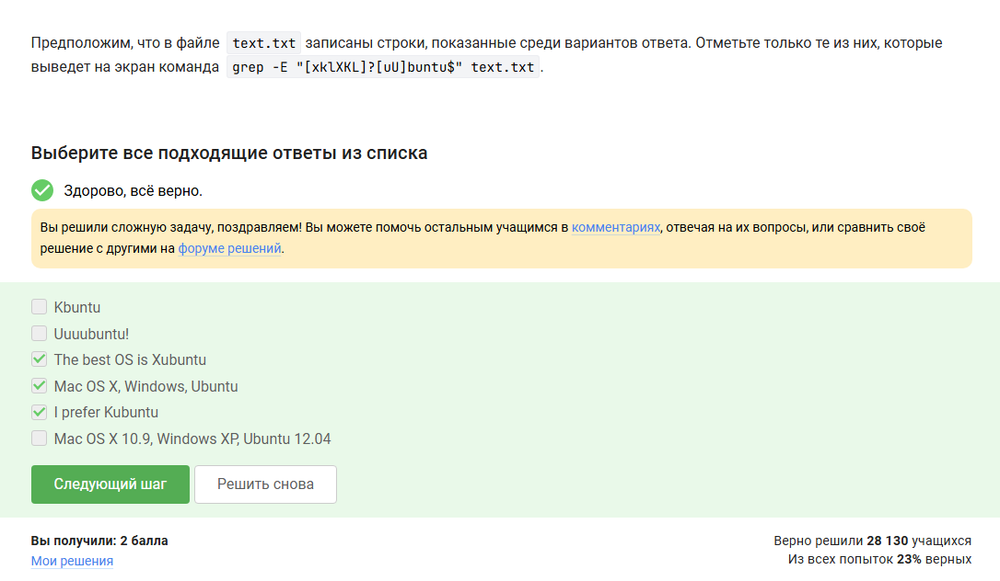 Предположим, что в файле text.txt записаны строки, показанные среди вариантов ответа. Отметьте только те из них, которые
выведет на экран команда grep -E "[xklXKL]?[uU]buntu$" text.txt.
Выберите все подходящие ответы из списка
Здорово, всё верно.
Вы решили сложную задачу, поздравляем! Вы можете помочь остальным учащимся в комментариях, отвечая на их вопросы, или сравнить своё
решение с другими на форуме решений.
Kbuntu
Uuuubuntu!
The best OS is Xubuntu
Mac OS X, Windows, Ubuntu
I prefer Kubuntu
Mac OS X 10.9, Windows XP, Ubuntu 12.04
Следующий шаг Решить снова
Вы получили: 2 балла
Мои решения
Верно решили 28 130 учащихся
Из всех попыток 23% верных